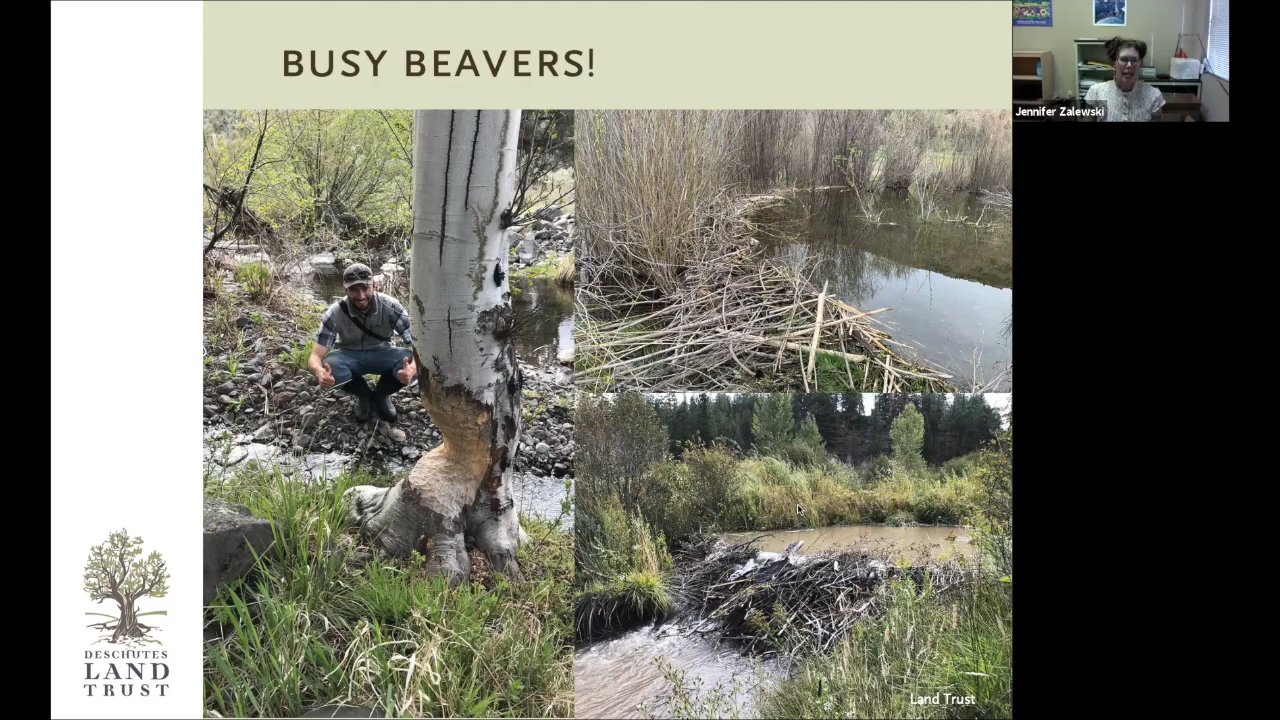 BUSY BEAVERS!
Jennifer Zalewski
DESCHUTES
LAND
TRUST
Land Trust